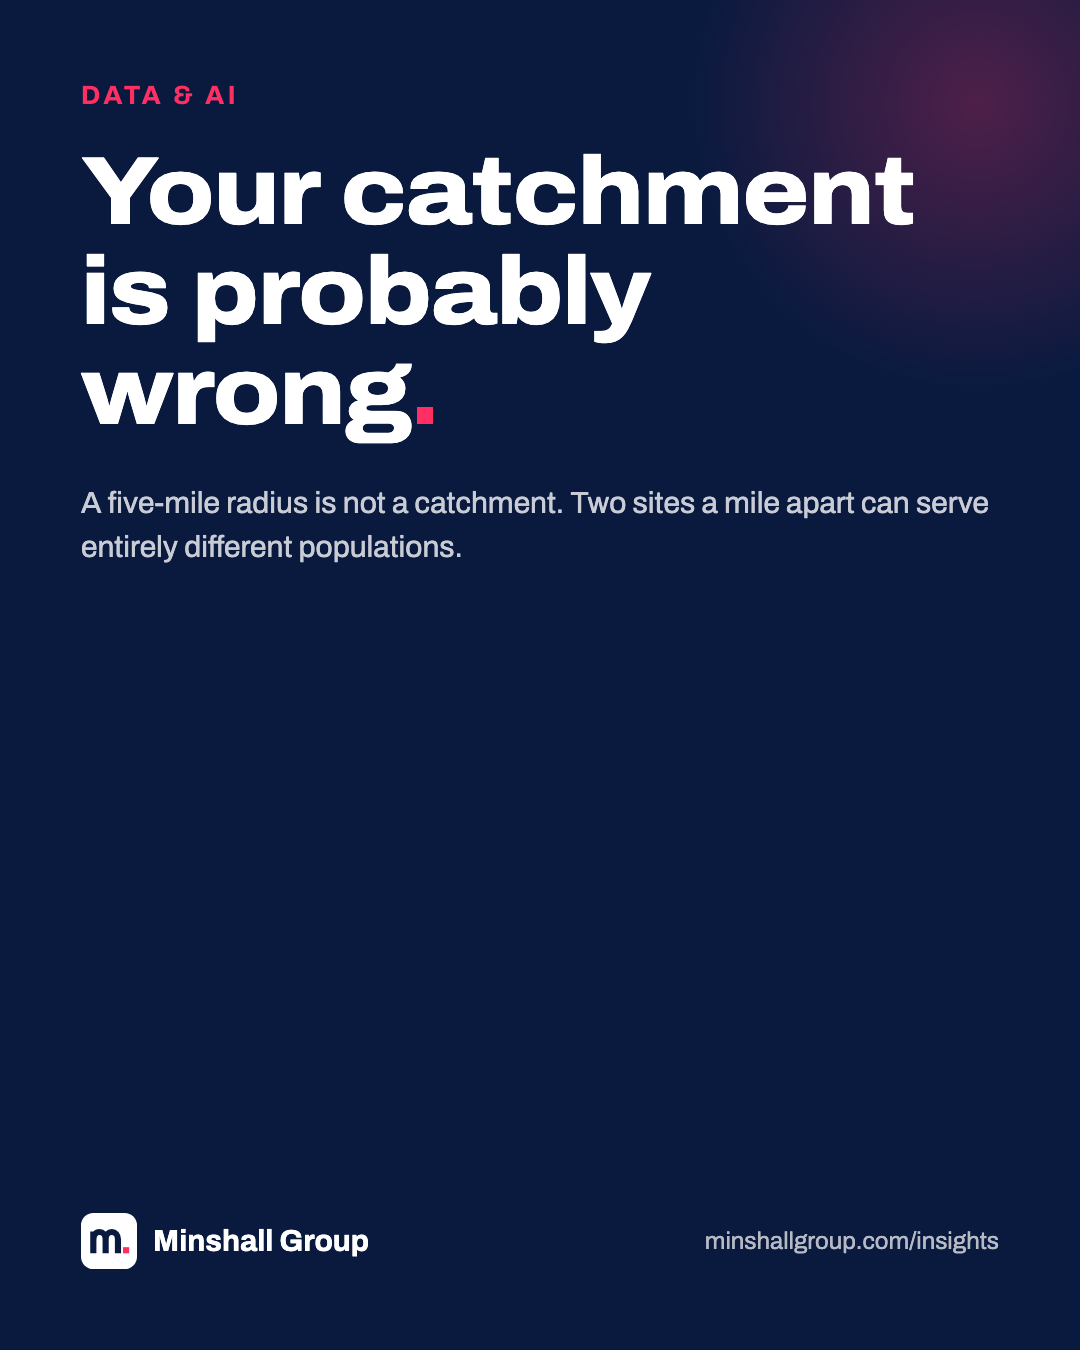 DATA & AI
Your catchment
is probably
wrong.
A five-mile radius is not a catchment. Two sites a mile apart can serve
entirely different populations.
m. Minshall Group
minshallgroup.com/insights